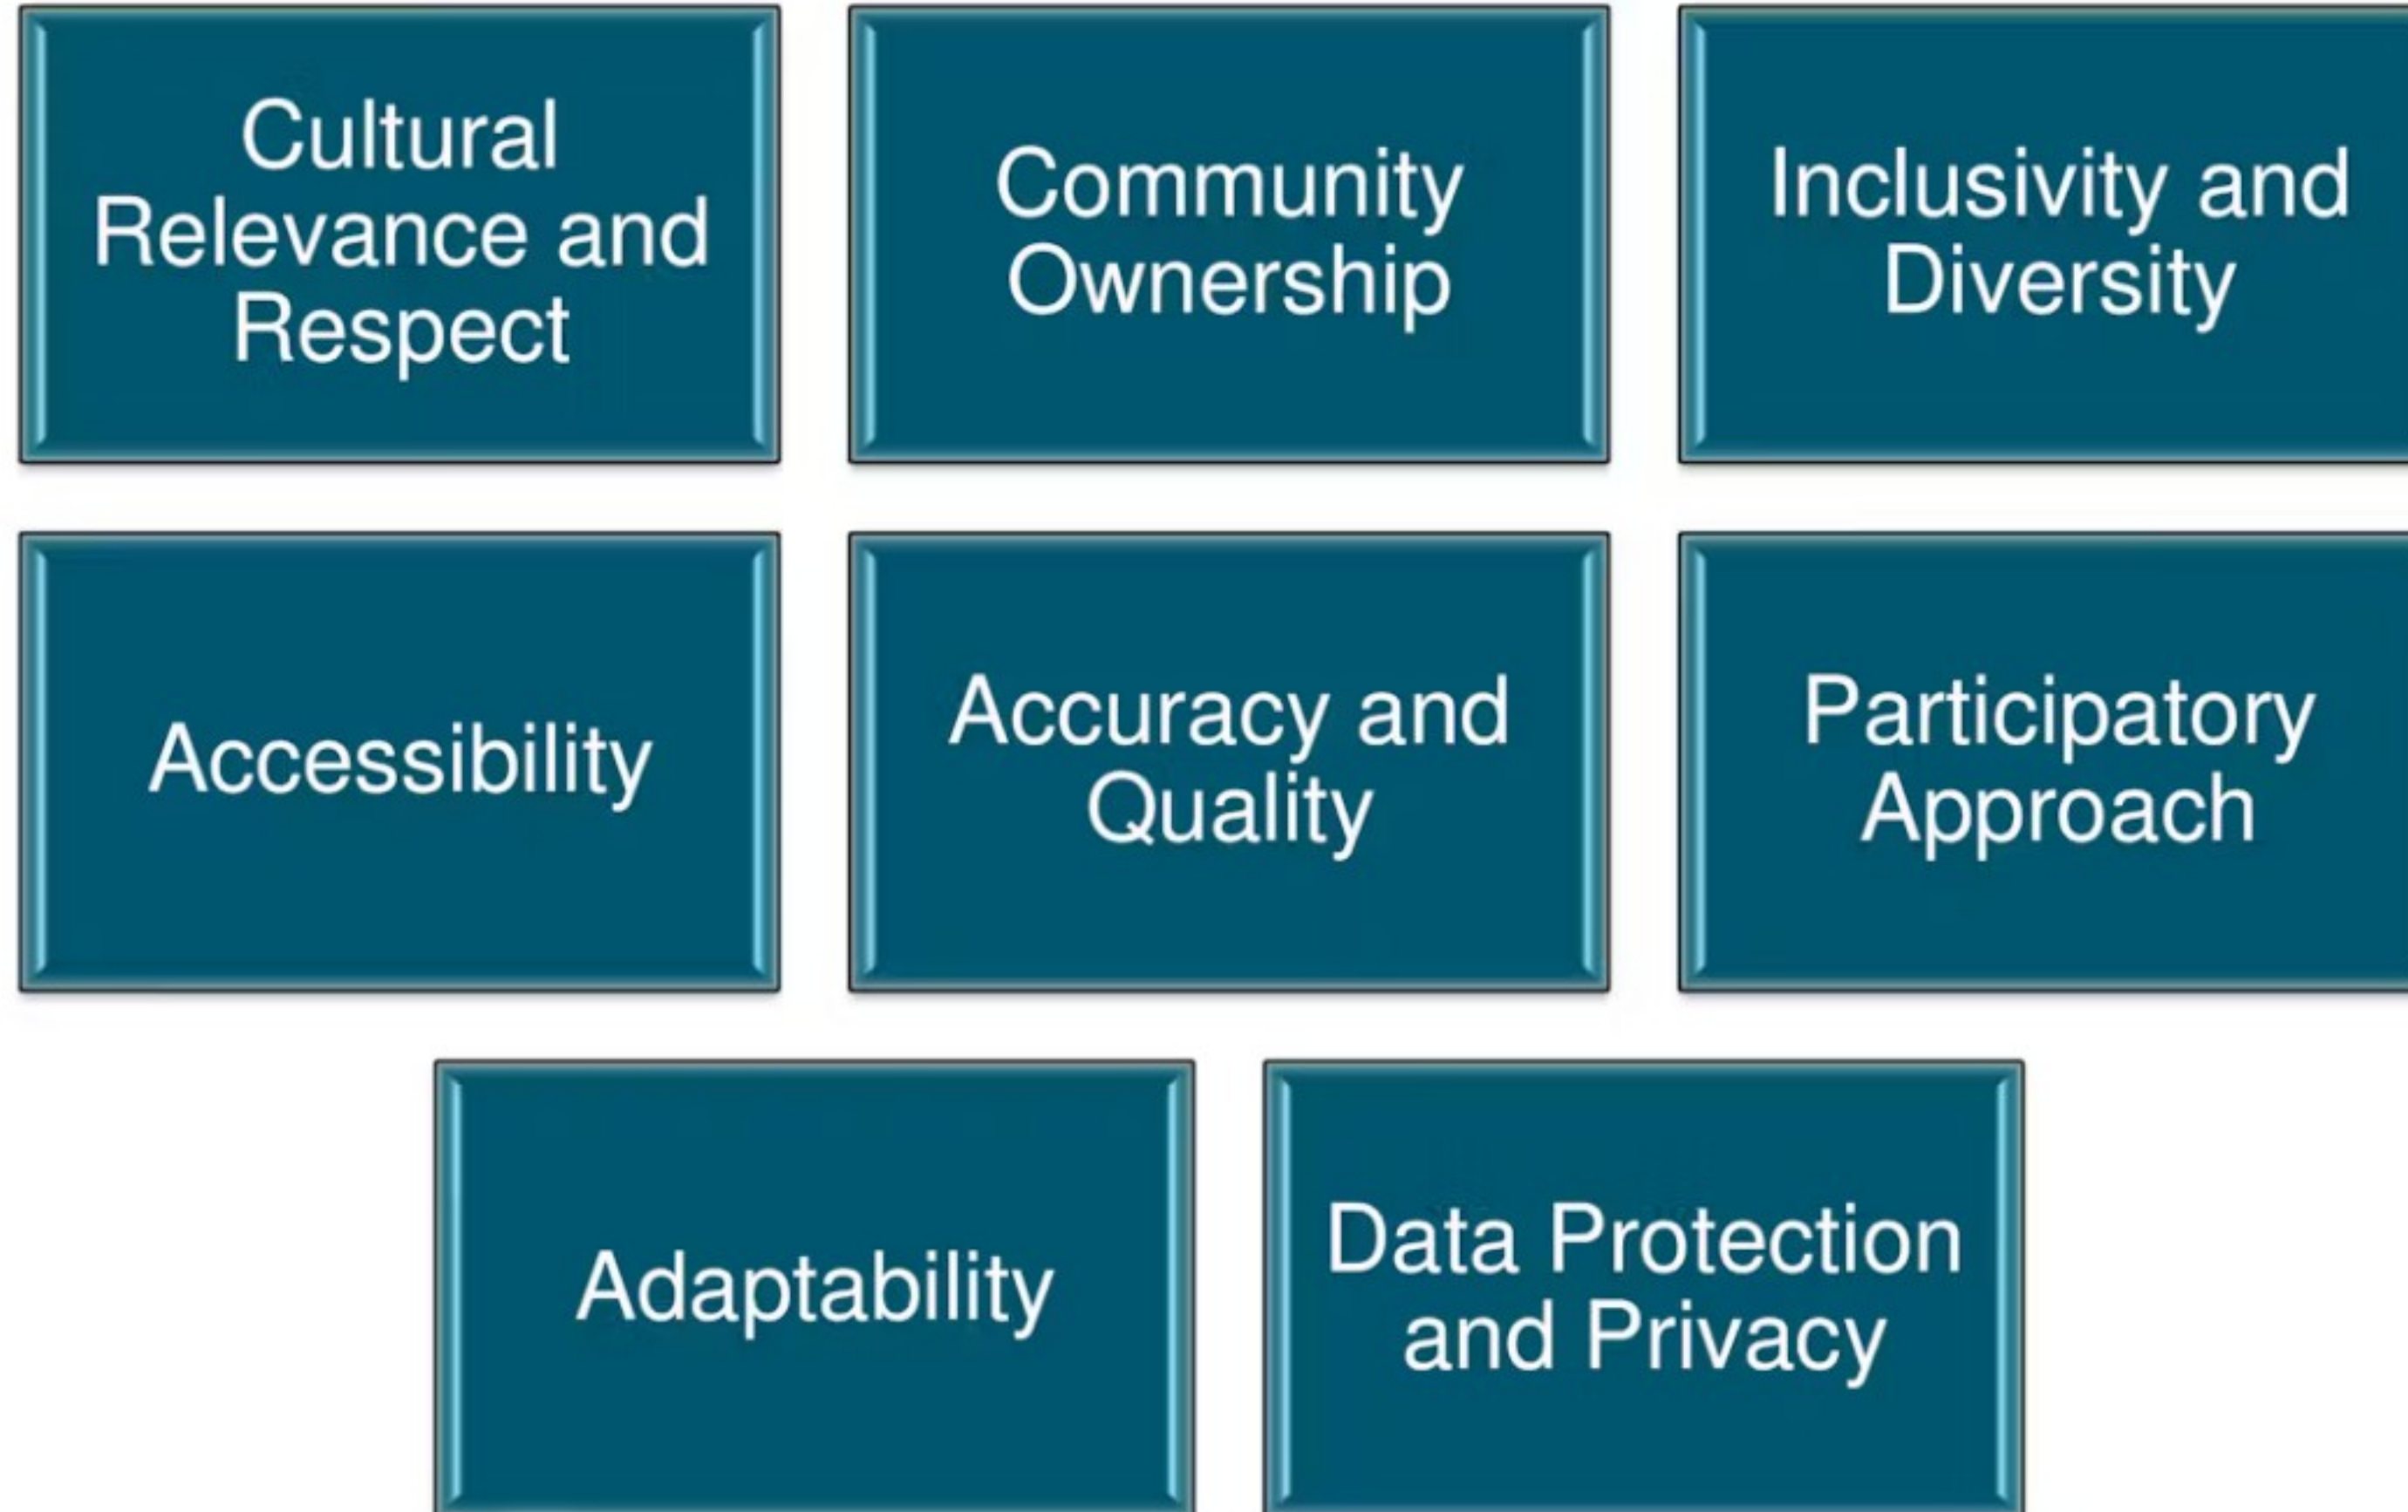 Cultural
Relevance and
Respect
Community
Ownership
Inclusivity and
Diversity
Accessibility
Accuracy and
Quality
Participatory
Approach
Adaptability
Data Protection
and Privacy